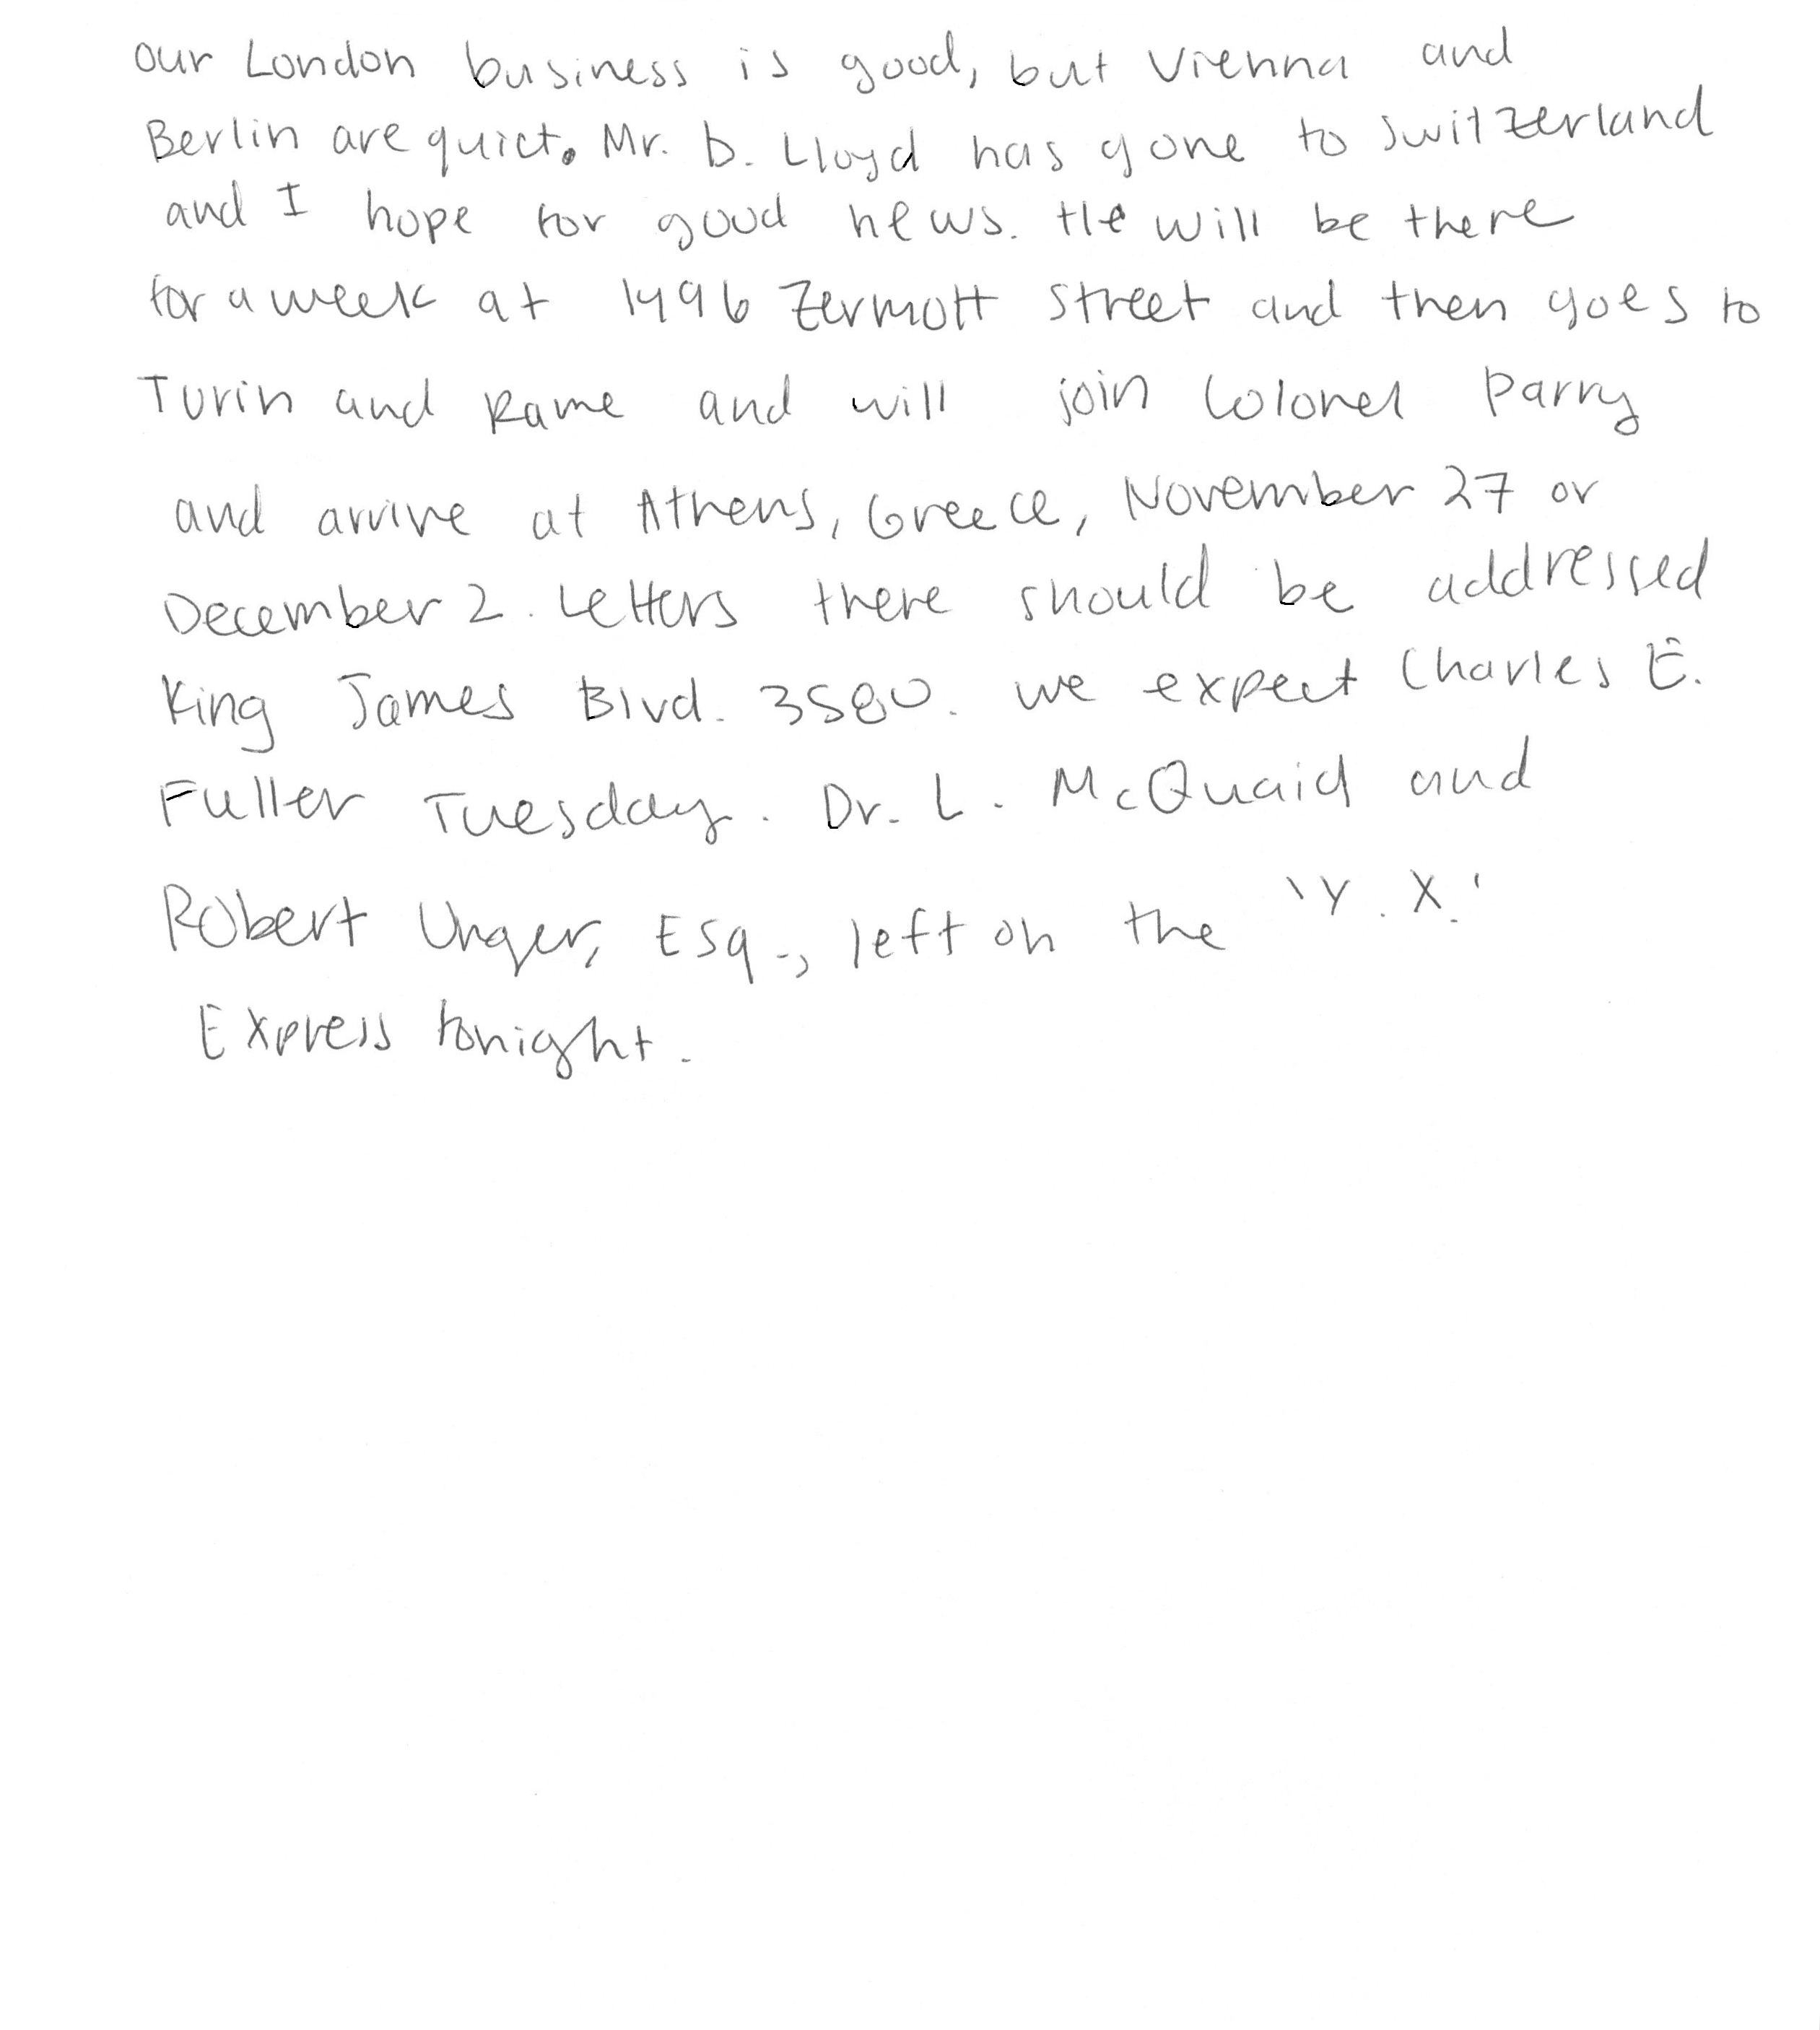 our London business is good, but Vienna and
Berlin are quiet. Mr. D. Lloyd has gone to switzerland
and I hope for good news. He will be there
for a week at 1496 Zermott street and then goes to
Turin and Rame and will join Colonel Parry
and arrive at Athens, Greece, November 27 or
December 2. Letters there should be addressed
King James Blvd. 3580. we expect Charles E.
Fuller Tuesday. Dr. L. McQuaid and
Robert Unger, Esq., left on the 'Y. X.'
Express tonight.